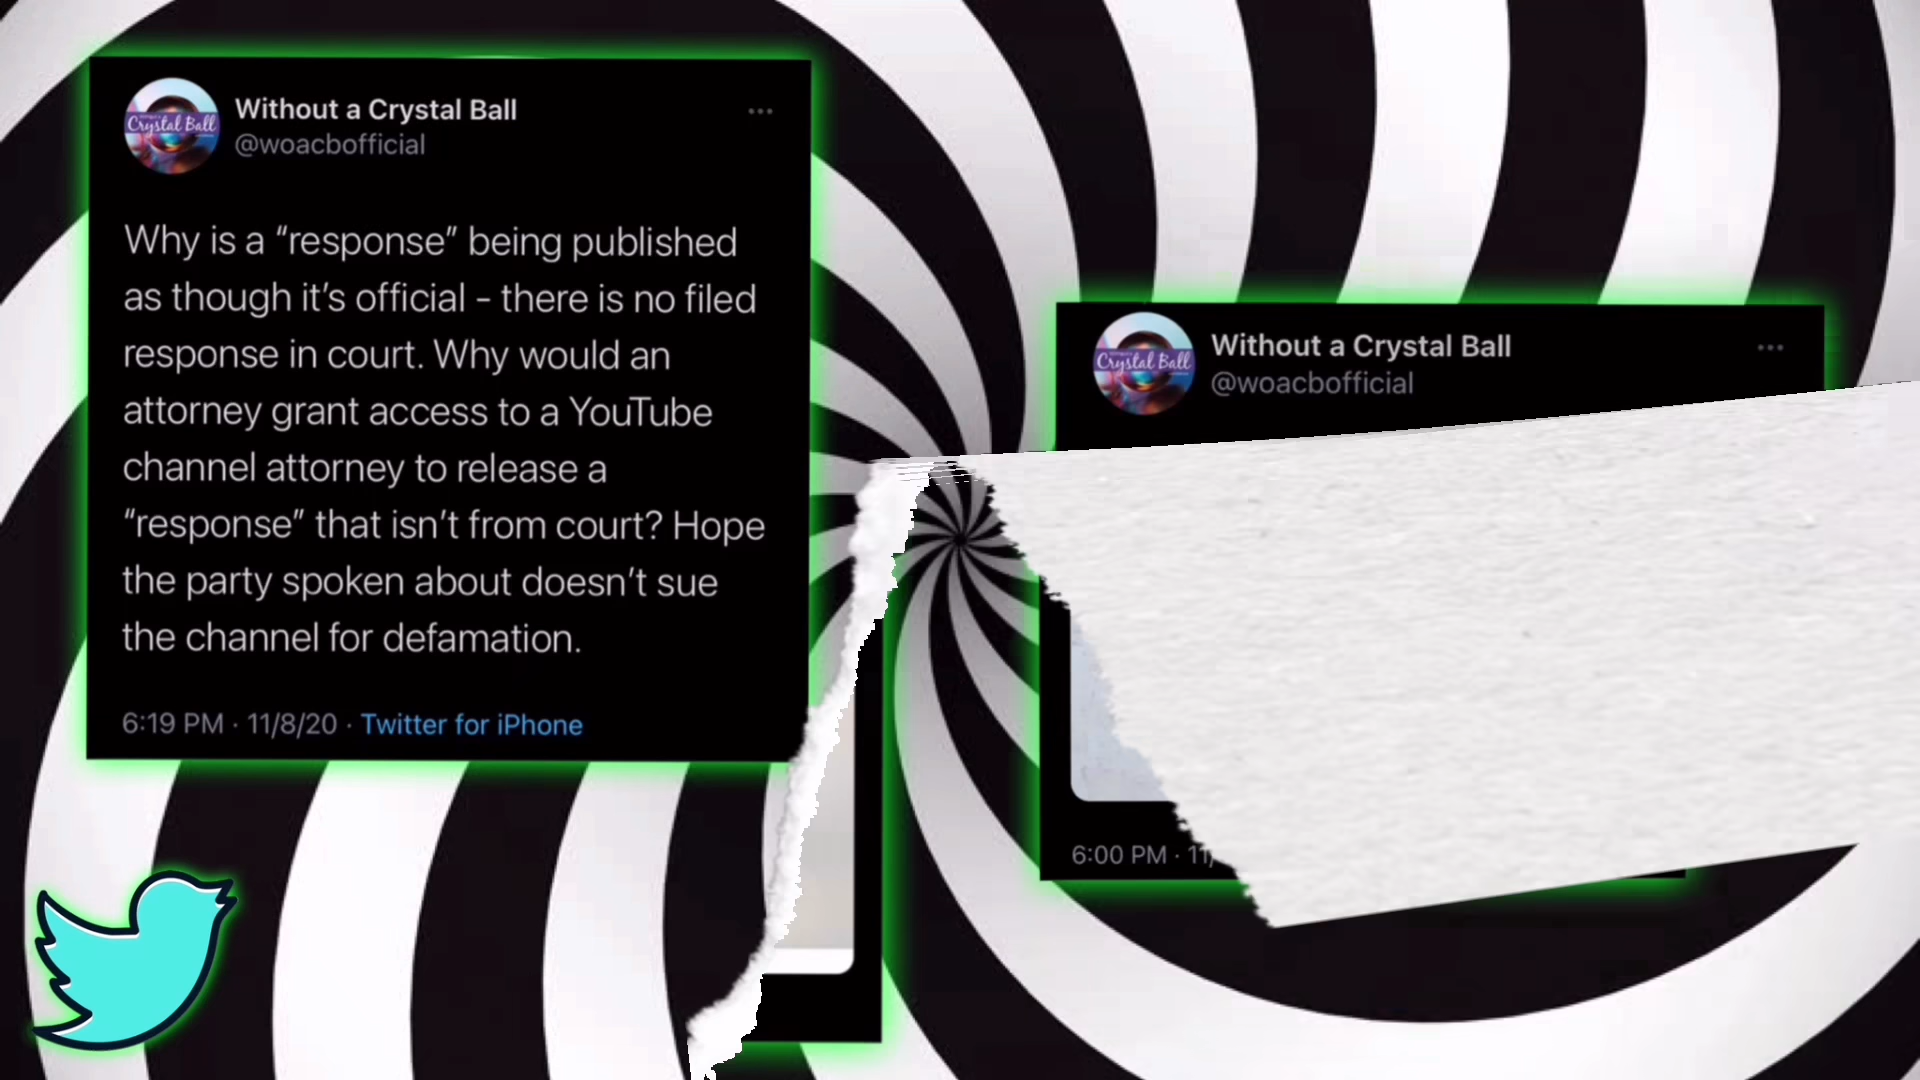 Without a Crystal Ball
@woacbofficial
Why is a “response” being published
as though it’s official - there is no filed
response in court. Why would an
attorney grant access to a YouTube
channel attorney to release a
“response” that isn’t from court? Hope
the party spoken about doesn’t sue
the channel for defamation.
6:19 PM · 11/8/20 · Twitter for iPhone
Crystal Ball
Without a Crystal Ball
@woacbofficial
Crystal Ball
6:00 PM · 11/